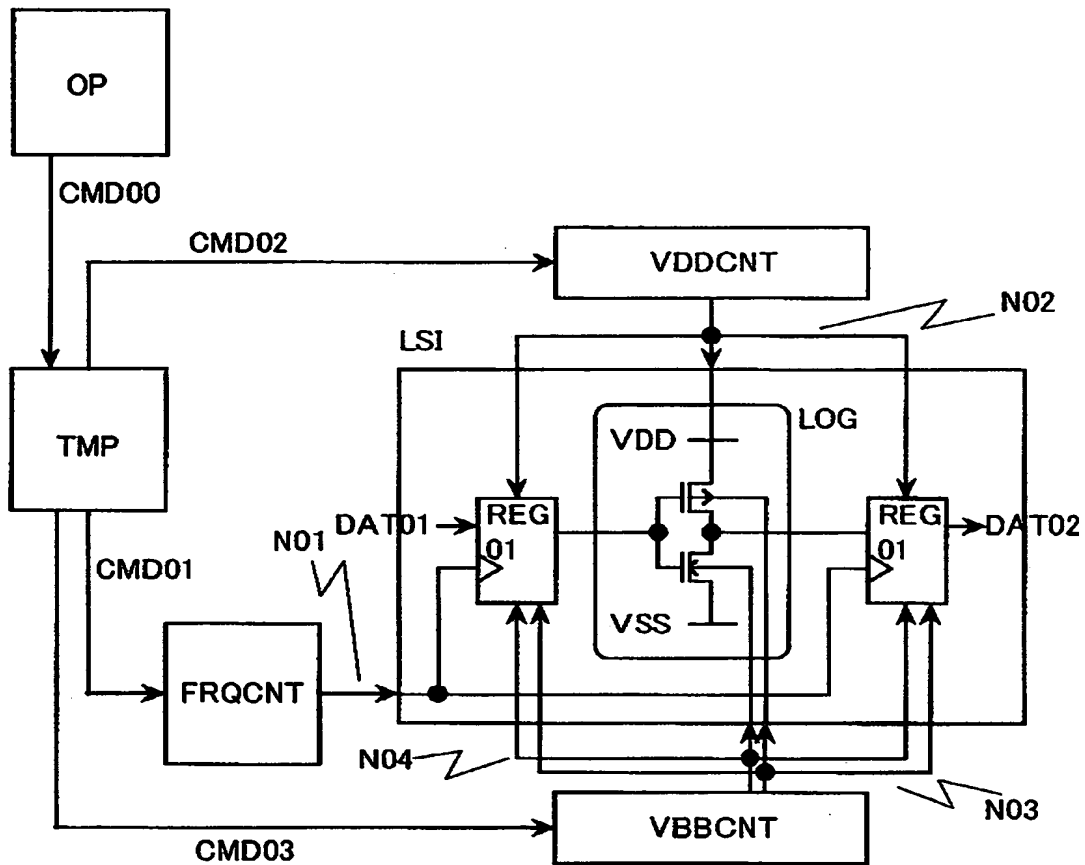 OP
CMD00
CMD02
VDDCNT
N02
LSI
TMP
VDD
LOG
DAT01
REG
01
REG
01
DAT02
N01
CMD01
VSS
FRQCNT
N04
N03
CMD03
VBBCNT